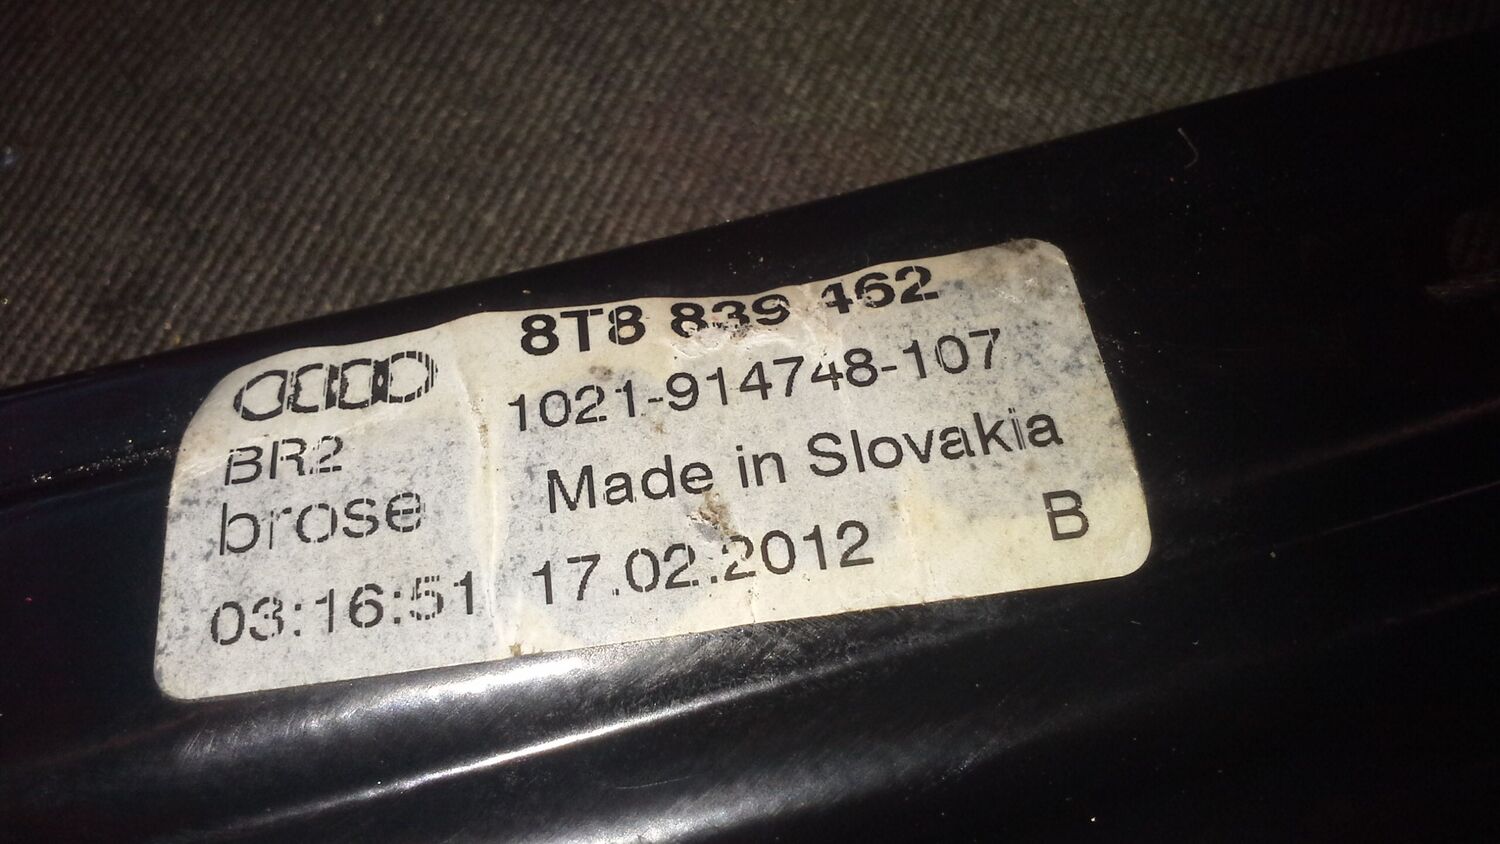 8T8 839 462
1021-914748-107
BR2
Made in Slovakia
brose
03:16:51 17.02.2012 B